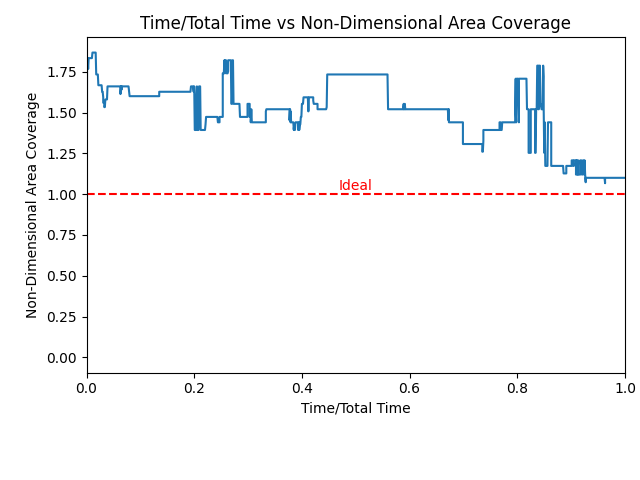 Time/Total Time vs Non-Dimensional Area Coverage
Non-Dimensional Area Coverage
1.75
1.50
1.25
1.00
0.75
0.50
0.25
0.00
Ideal
0.0 0.2 0.4 0.6 0.8 1.0
Time/Total Time